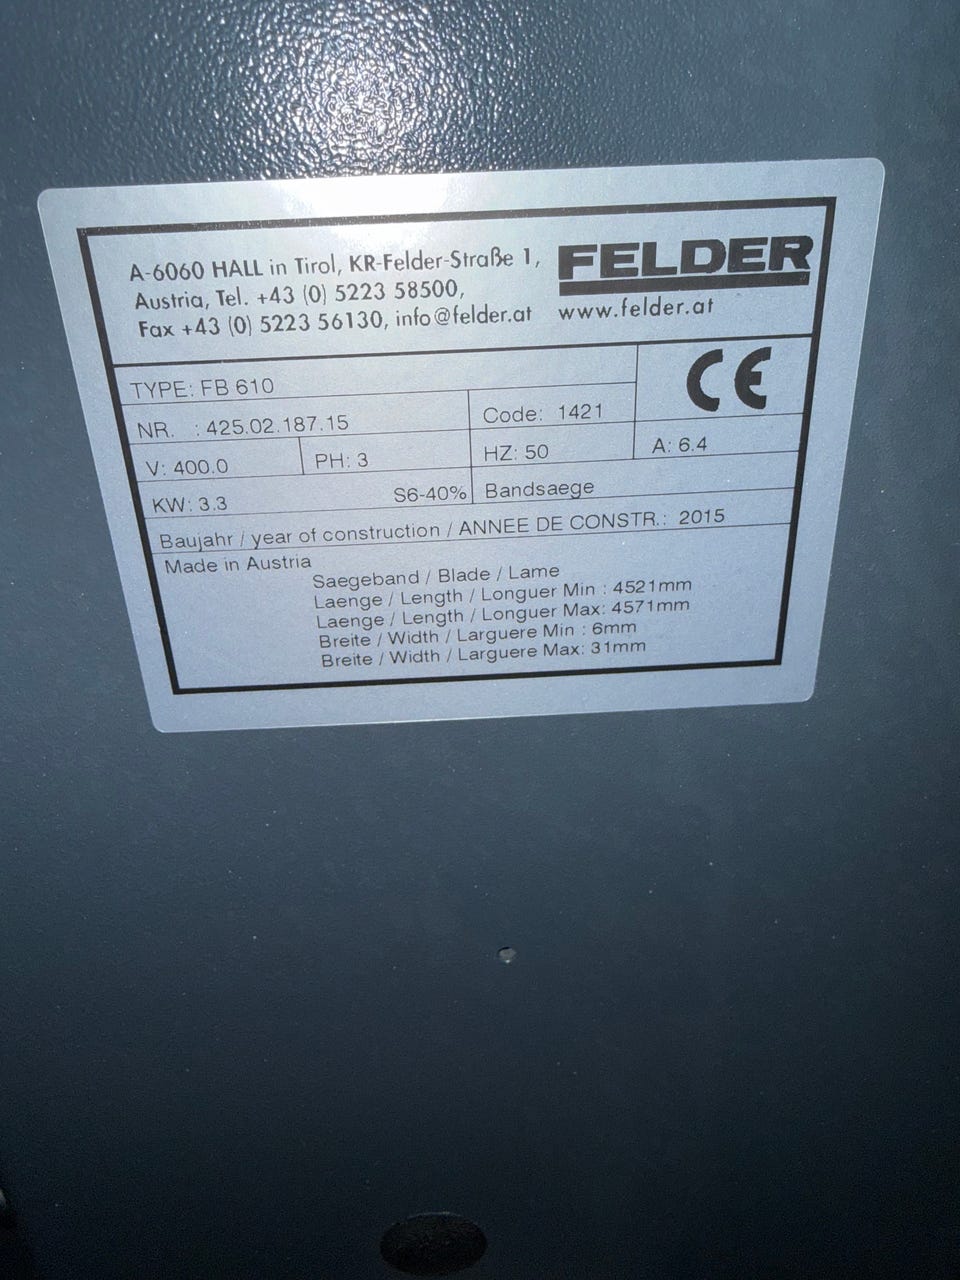 A-6060 HALL in Tirol, KR-Felder-Straße 1,
Austria, Tel. +43 (0) 5223 58500,
Fax +43 (0) 5223 56130, info@felder.at
FELDER
www.felder.at
TYPE: FB 610
CE
NR. : 425.02.187.15
Code: 1421
V: 400.0
PH: 3
HZ: 50
A: 6.4
KW: 3.3
S6-40%
Bandsaege
Baujahr / year of construction / ANNEE DE CONSTR.: 2015
Made in Austria
Saegeband / Blade / Lame
Laenge / Length / Longuer Min : 4521mm
Laenge / Length / Longuer Max: 4571mm
Breite / Width / Larguere Min : 6mm
Breite / Width / Larguere Max: 31mm